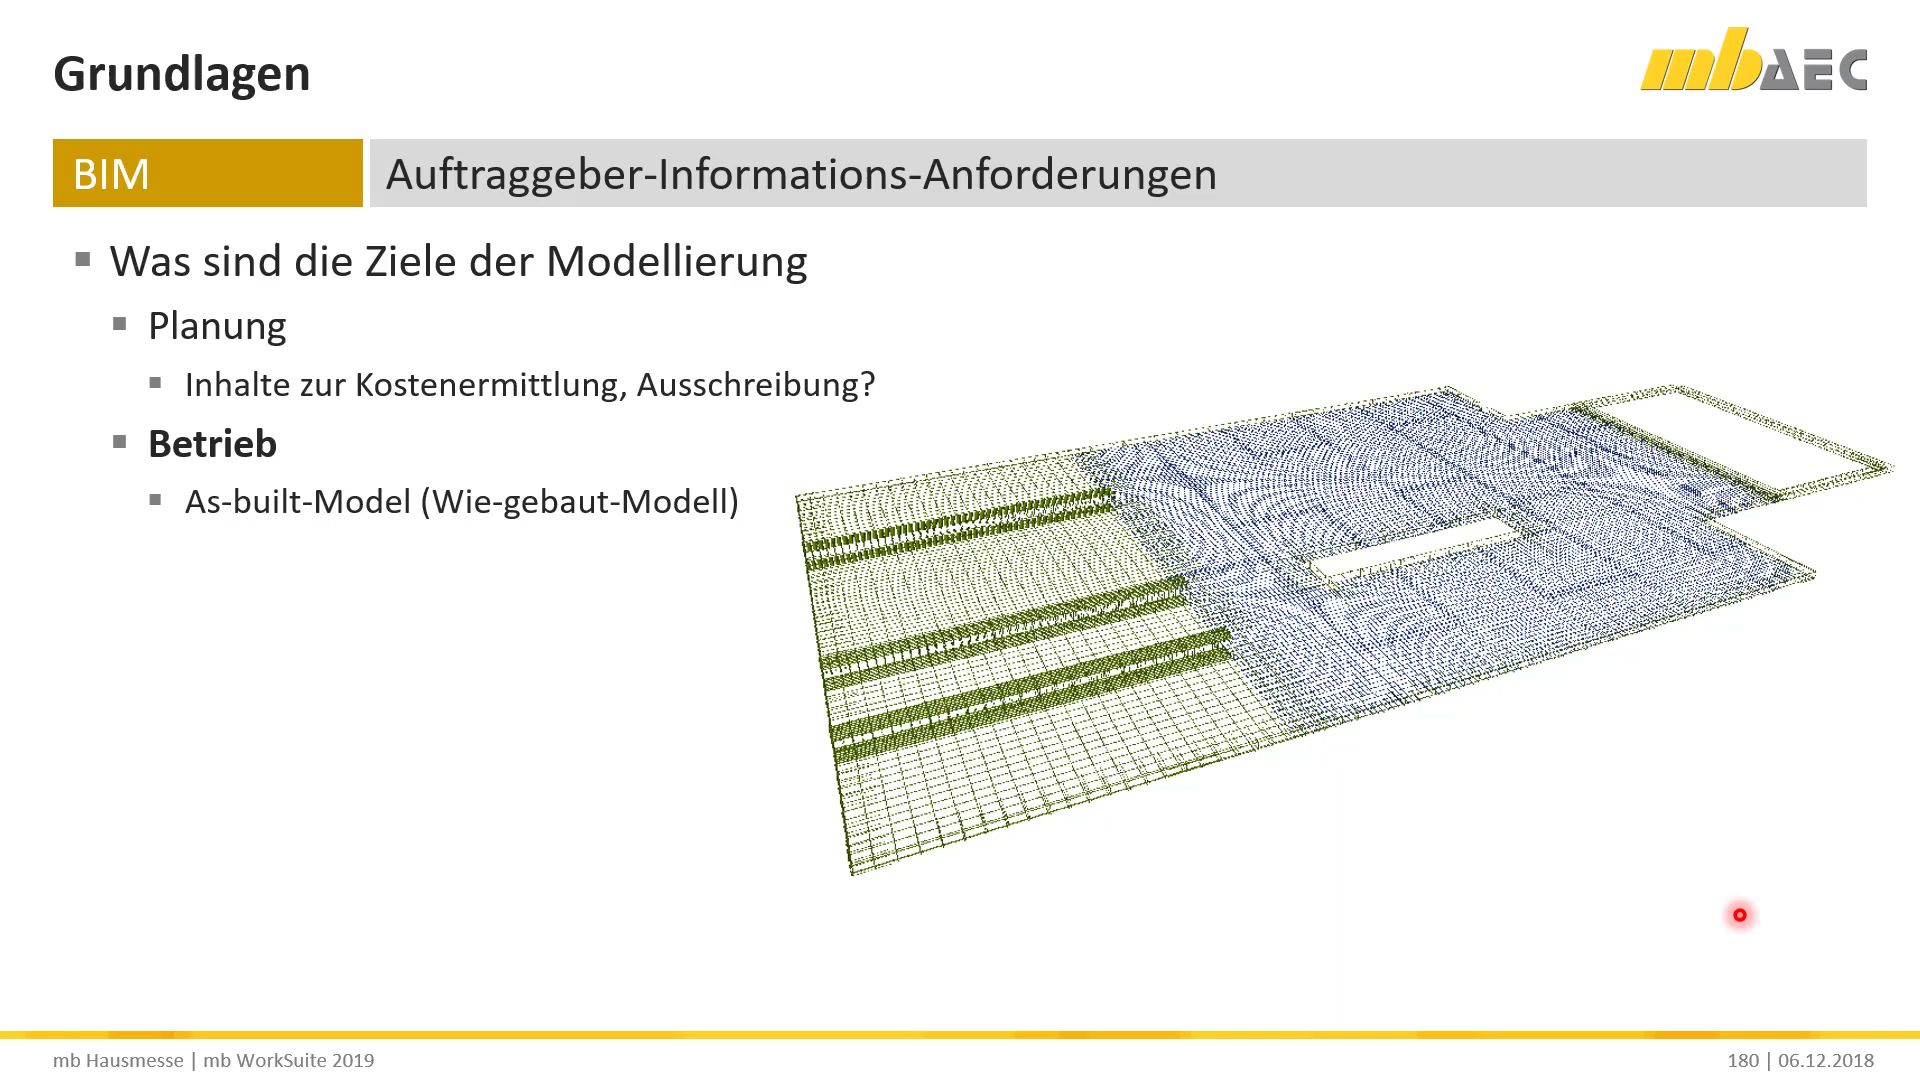 Grundlagen
mbAEC
BIM
Auftraggeber-Informations-Anforderungen
Was sind die Ziele der Modellierung
Planung
Inhalte zur Kostenermittlung, Ausschreibung?
Betrieb
As-built-Model (Wie-gebaut-Modell)
mb Hausmesse | mb WorkSuite 2019
180 | 06.12.2018